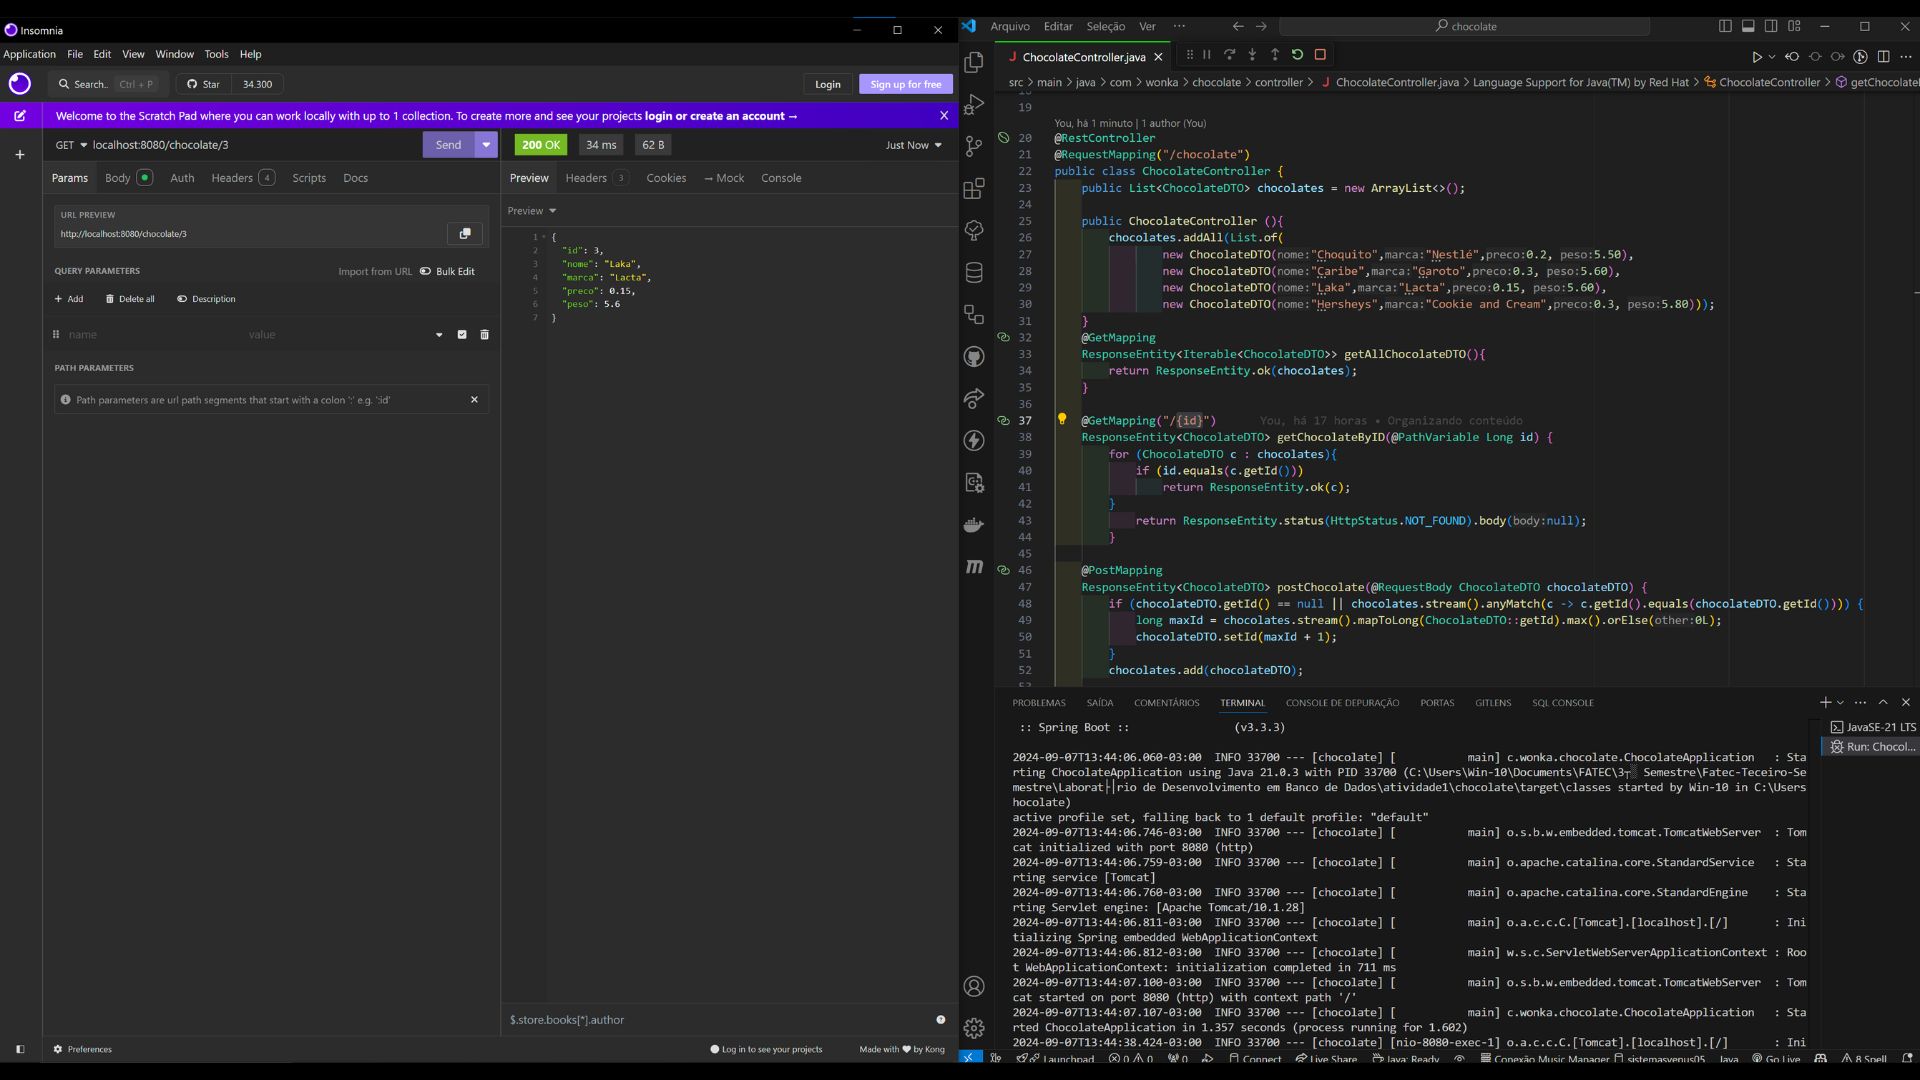 Insomnia
Application File Edit View Window Tools Help
Search.. Ctrl + P
Star 34.300
Login
Sign up for free
Welcome to the Scratch Pad where you can work locally with up to 1 collection. To create more and see your projects login or create an account →
GET localhost:8080/chocolate/3
Send
200 OK 34 ms 62 B
Just Now
Params Body Auth Headers 4 Scripts Docs
Preview Headers 3 Cookies → Mock Console
URL PREVIEW
http://localhost:8080/chocolate/3
QUERY PARAMETERS
Import from URL Bulk Edit
+ Add Delete all Description
name value
PATH PARAMETERS
Path parameters are url path segments that start with a colon ':' e.g. ':id'
Preview
1 {
2 "id": 3,
3 "nome": "Laka",
4 "marca": "Lacta",
5 "preco": 0.15,
6 "peso": 5.6
7 }
$.store.books[*].author
Preferences
Log in to see your projects
Made with ♥ by Kong
Arquivo Editar Seleção Ver ···
chocolate
J ChocolateController.java
src > main > java > com > wonka > chocolate > controller > J ChocolateController.java > Language Support for Java(TM) by Red Hat > ChocolateController > getChocolate
19
You, há 1 minuto | 1 author (You)
20 @RestController
21 @RequestMapping("/chocolate")
22 public class ChocolateController {
23 public List<ChocolateDTO> chocolates = new ArrayList<>();
24
25 public ChocolateController (){
26 chocolates.addAll(List.of(
27 new ChocolateDTO(nome:"Choquito",marca:"Nestlé",preco:0.2, peso:5.50),
28 new ChocolateDTO(nome:"Caribe",marca:"Garoto",preco:0.3, peso:5.60),
29 new ChocolateDTO(nome:"Laka",marca:"Lacta",preco:0.15, peso:5.60),
30 new ChocolateDTO(nome:"Hersheys",marca:"Cookie and Cream",preco:0.3, peso:5.80)));
31 }
32 @GetMapping
33 ResponseEntity<Iterable<ChocolateDTO>> getAllChocolateDTO(){
34 return ResponseEntity.ok(chocolates);
35 }
36
37 @GetMapping("/{id}") You, há 17 horas • Organizando conteúdo
38 ResponseEntity<ChocolateDTO> getChocolateByID(@PathVariable Long id) {
39 for (ChocolateDTO c : chocolates){
40 if (id.equals(c.getId()))
41 return ResponseEntity.ok(c);
42 }
43 return ResponseEntity.status(HttpStatus.NOT_FOUND).body(body:null);
44 }
45
46 @PostMapping
47 ResponseEntity<ChocolateDTO> postChocolate(@RequestBody ChocolateDTO chocolateDTO) {
48 if (chocolateDTO.getId() == null || chocolates.stream().anyMatch(c -> c.getId().equals(chocolateDTO.getId()))) {
49 long maxId = chocolates.stream().mapToLong(ChocolateDTO::getId).max().orElse(other:0L);
50 chocolateDTO.setId(maxId + 1);
51 }
52 chocolates.add(chocolateDTO);
PROBLEMAS SAÍDA COMENTÁRIOS TERMINAL CONSOLE DE DEPURAÇÃO PORTAS GITLENS SQL CONSOLE
JavaSE-21 LTS
Run: Chocol...
:: Spring Boot :: (v3.3.3)
2024-09-07T13:44:06.060-03:00 INFO 33700 --- [chocolate] [ main] c.wonka.chocolate.ChocolateApplication : Sta
rting ChocolateApplication using Java 21.0.3 with PID 33700 (C:\Users\Win-10\Documents\FATEC\3┬░ Semestre\Fatec-Teceiro-Se
mestre\Laborat├│rio de Desenvolvimento em Banco de Dados\atividade1\chocolate\target\classes started by Win-10 in C:\Users
hocolate)
active profile set, falling back to 1 default profile: "default"
2024-09-07T13:44:06.746-03:00 INFO 33700 --- [chocolate] [ main] o.s.b.w.embedded.tomcat.TomcatWebServer : Tom
cat initialized with port 8080 (http)
2024-09-07T13:44:06.759-03:00 INFO 33700 --- [chocolate] [ main] o.apache.catalina.core.StandardService : Sta
rting service [Tomcat]
2024-09-07T13:44:06.760-03:00 INFO 33700 --- [chocolate] [ main] o.apache.catalina.core.StandardEngine : Sta
rting Servlet engine: [Apache Tomcat/10.1.28]
2024-09-07T13:44:06.811-03:00 INFO 33700 --- [chocolate] [ main] o.a.c.c.C.[Tomcat].[localhost].[/] : Ini
tializing Spring embedded WebApplicationContext
2024-09-07T13:44:06.812-03:00 INFO 33700 --- [chocolate] [ main] w.s.c.ServletWebServerApplicationContext : Roo
t WebApplicationContext: initialization completed in 711 ms
2024-09-07T13:44:07.100-03:00 INFO 33700 --- [chocolate] [ main] o.s.b.w.embedded.tomcat.TomcatWebServer : Tom
cat started on port 8080 (http) with context path '/'
2024-09-07T13:44:07.107-03:00 INFO 33700 --- [chocolate] [ main] c.wonka.chocolate.ChocolateApplication : Sta
rted ChocolateApplication in 1.357 seconds (process running for 1.602)
2024-09-07T13:44:38.424-03:00 INFO 33700 --- [chocolate] [nio-8080-exec-1] o.a.c.c.C.[Tomcat].[localhost].[/] : Ini
Launchpad 0 0 0 Connect Live Share Java: Ready Conexão Music Manager sistemasvenus05 Java Go Live 8 Spell